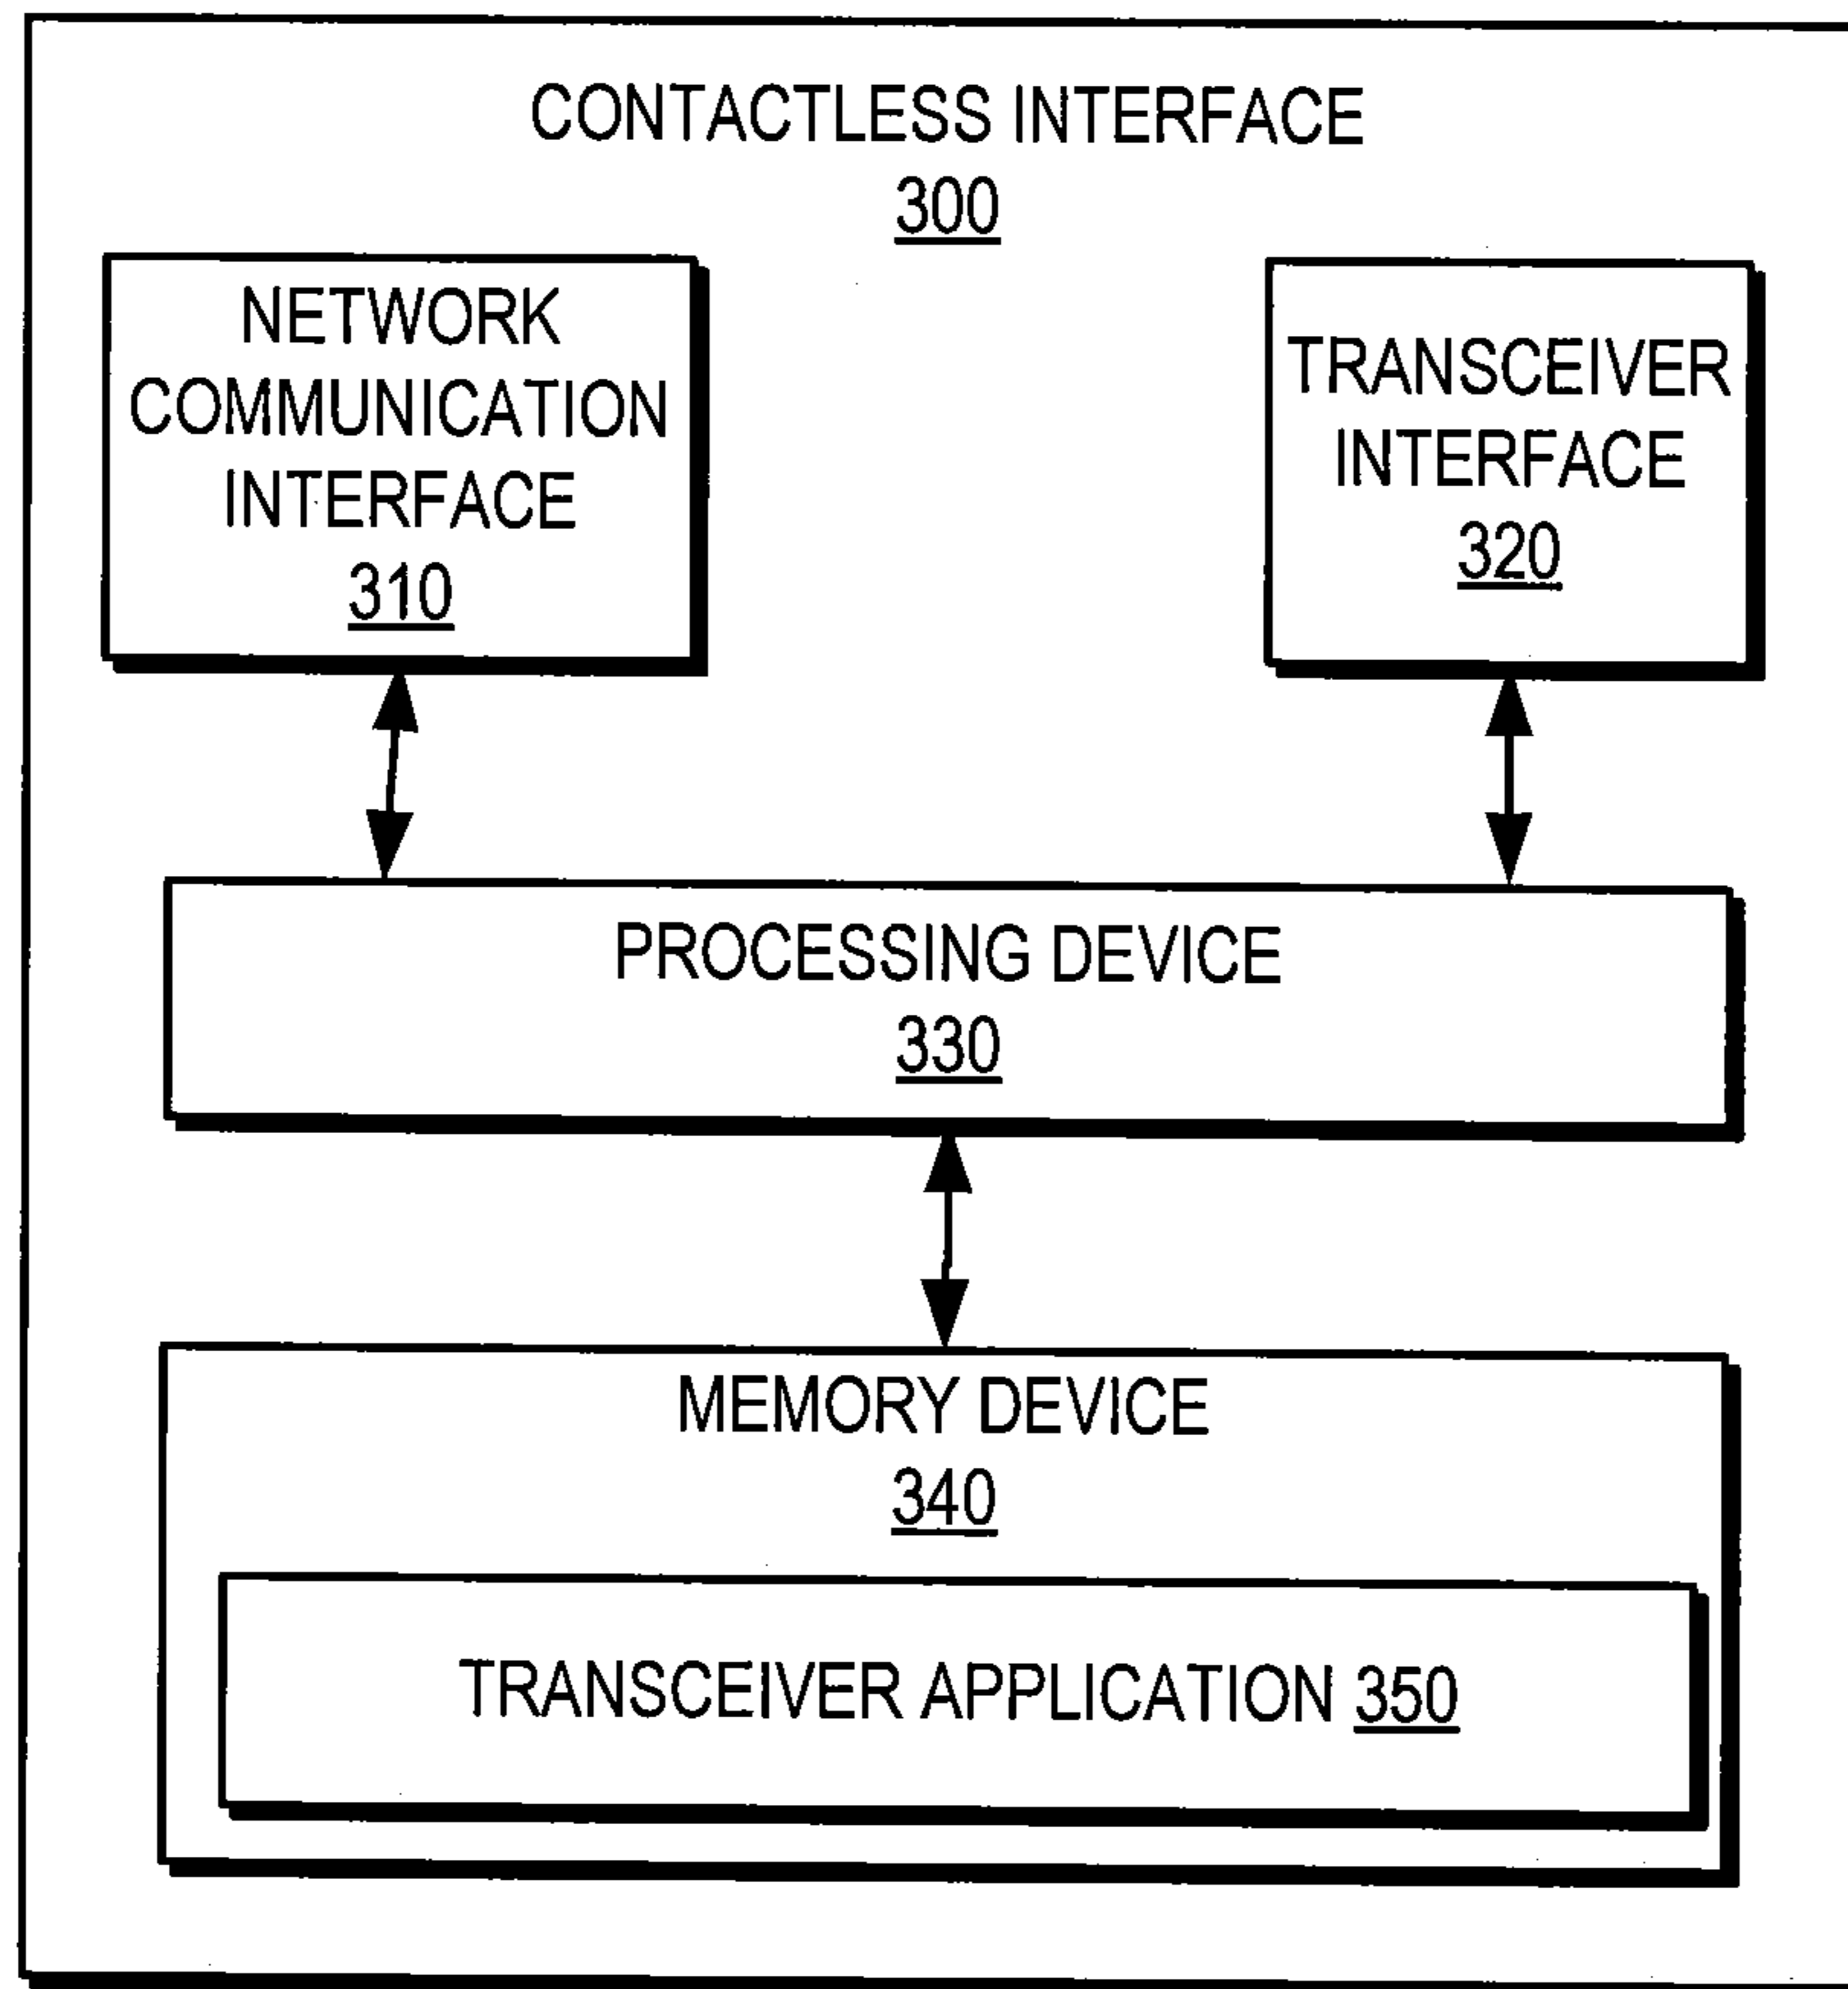 CONTACTLESS INTERFACE
300
NETWORK
COMMUNICATION
INTERFACE
310
TRANSCEIVER
INTERFACE
320
PROCESSING DEVICE
330
MEMORY DEVICE
340
TRANSCEIVER APPLICATION 350